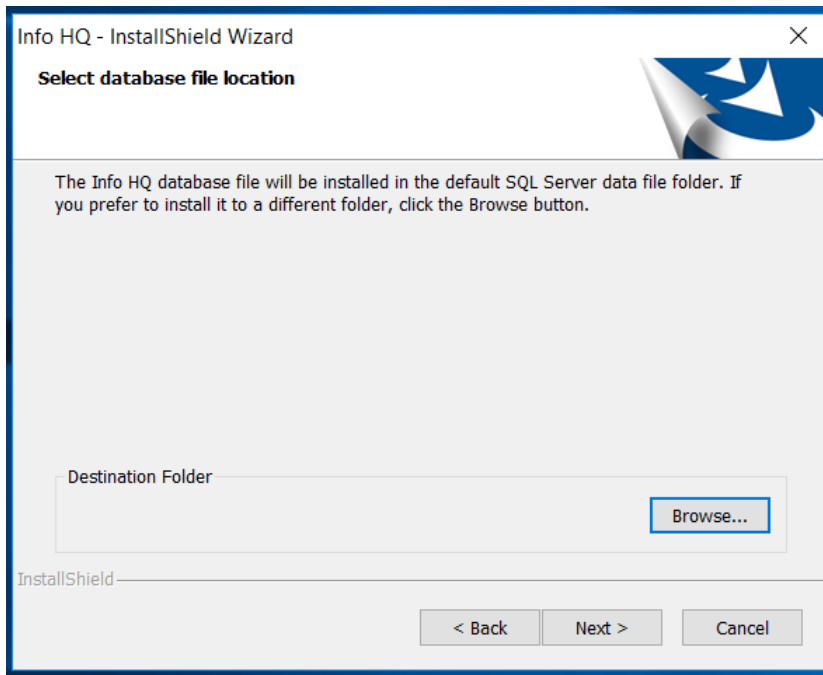 Info HQ - InstallShield Wizard
Select database file location
The Info HQ database file will be installed in the default SQL Server data file folder. If
you prefer to install it to a different folder, click the Browse button.
Destination Folder
Browse...
InstallShield
< Back
Next >
Cancel